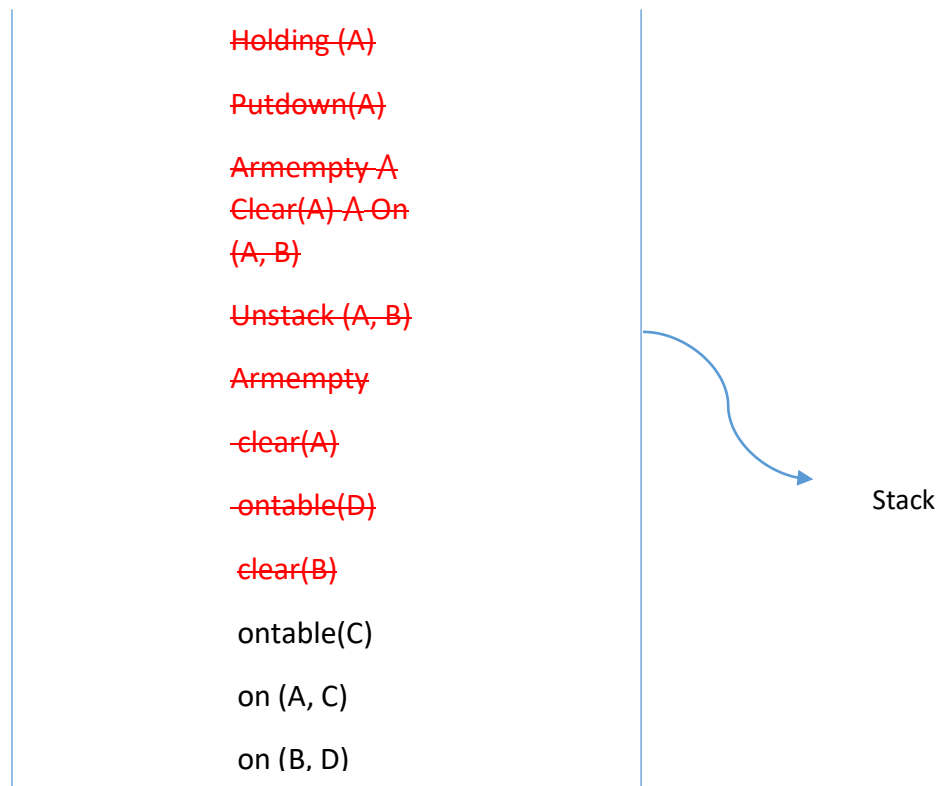 Holding (A)
Putdown(A)
Armempty Λ
Clear(A) Λ On
(A, B)
Unstack (A, B)
Armempty
clear(A)
ontable(D)
Stack
clear(B)
ontable(C)
on (A, C)
on (B, D)